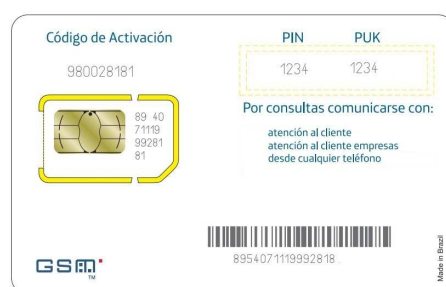 Código de Activación
980028181
89 40
71119
99281
81
PIN PUK
1234 1234
Por consultas comunicarse con:
atención al cliente
atención al cliente empresas
desde cualquier teléfono
8954071119992818
GSM
TM
Made in Brazil